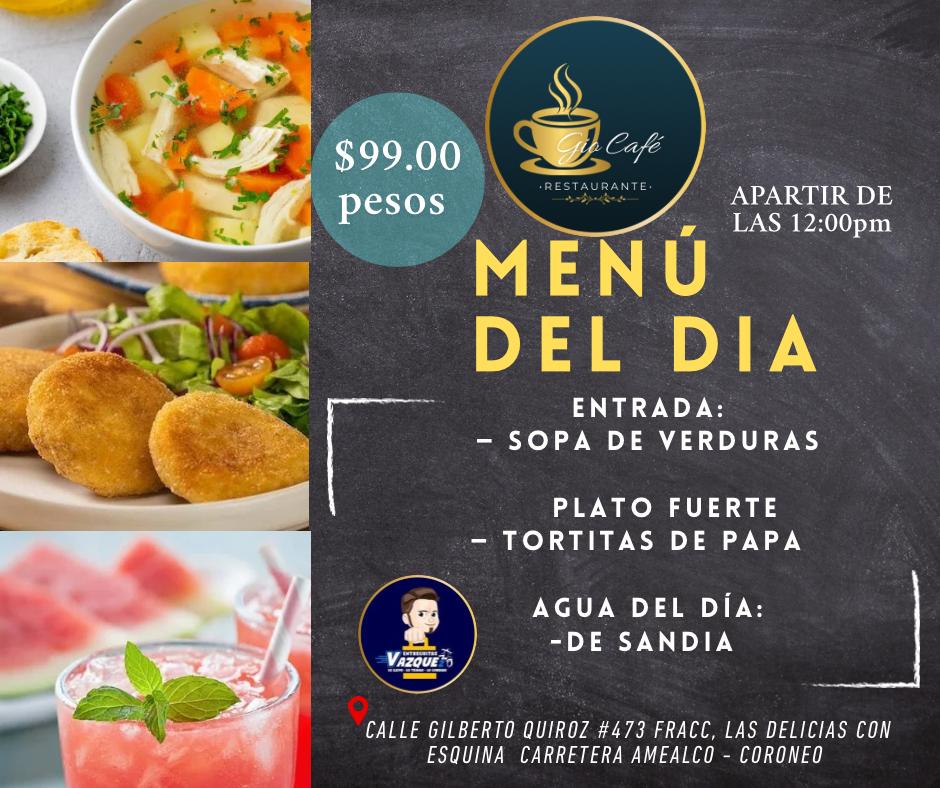 $99.00
pesos
Gio Café
·RESTAURANTE·
APARTIR DE
LAS 12:00pm
MENÚ
DEL DIA
ENTRADA:
– SOPA DE VERDURAS
PLATO FUERTE
– TORTITAS DE PAPA
AGUA DEL DÍA:
-DE SANDIA
ENTREGUITAS
VAZQUEZ
CALLE GILBERTO QUIROZ #473 FRACC, LAS DELICIAS CON
ESQUINA CARRETERA AMEALCO - CORONEO